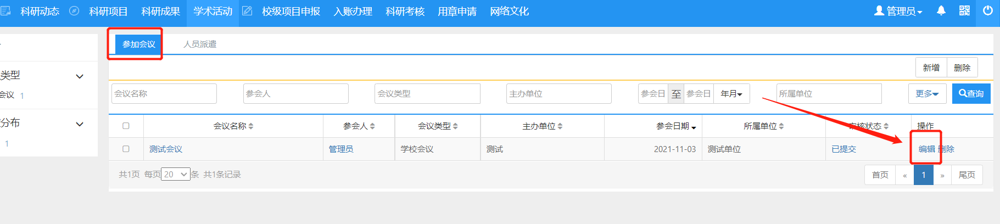 科研动态 科研项目 科研成果 学术活动 校级项目申报 入账办理 科研考核 用章申请 网络文化 管理员
参加会议 人员派遣
新增 删除
类型
会议 1
分布
1
会议名称 参会人 会议类型 主办单位 参会日 至 参会日 年月 所属单位 更多 查询
会议名称 参会人 会议类型 主办单位 参会日期 所属单位 审核状态 操作
测试会议 管理员 学校会议 测试 2021-11-03 测试单位 已提交 编辑 删除
共1页 每页 20 条 共1条记录 首页 « 1 » 尾页